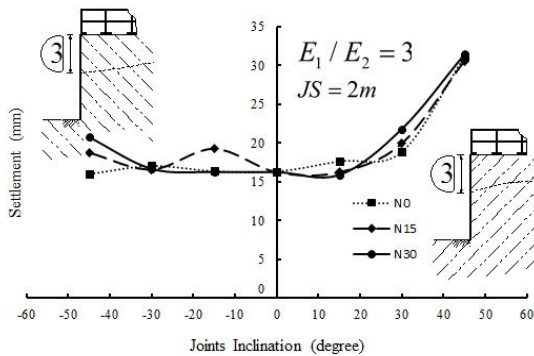 3
E₁ / E₂ = 3
JS = 2m
35
30
25
20
15
10
5
0
Settlement (mm)
3
N0
N15
N30
-60 -50 -40 -30 -20 -10 0 10 20 30 40 50 60
Joints Inclination (degree)